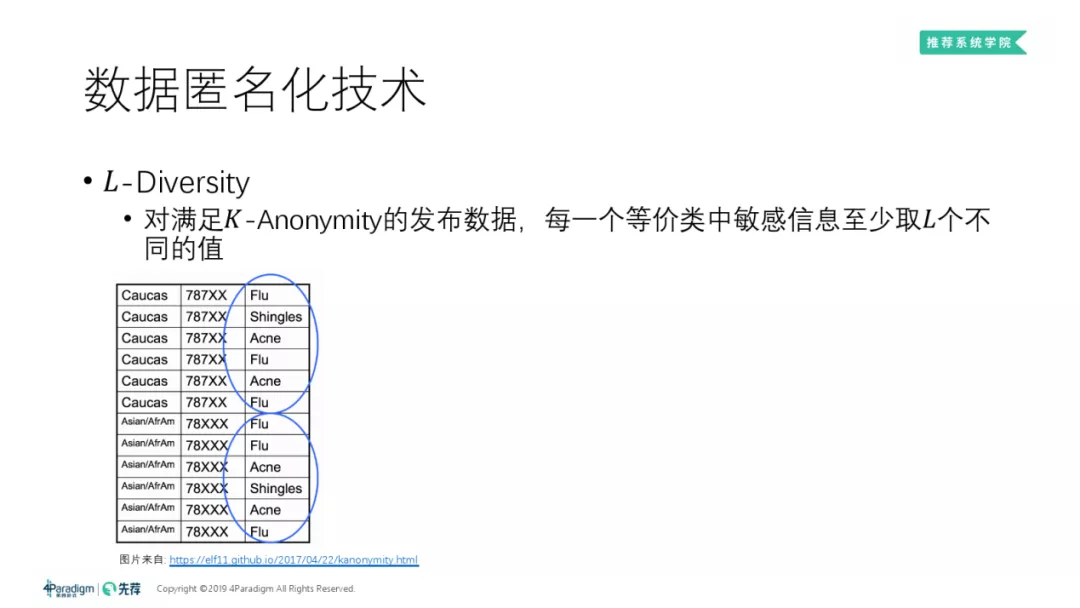 推荐系统学院
数据匿名化技术
• L-Diversity
• 对满足K-Anonymity的发布数据，每一个等价类中敏感信息至少取L个不
同的值
Caucas 787XX Flu
Caucas 787XX Shingles
Caucas 787XX Acne
Caucas 787XX Flu
Caucas 787XX Acne
Caucas 787XX Flu
Asian/AfrAm 78XXX Flu
Asian/AfrAm 78XXX Flu
Asian/AfrAm 78XXX Acne
Asian/AfrAm 78XXX Shingles
Asian/AfrAm 78XXX Acne
Asian/AfrAm 78XXX Flu
图片来自: https://elf11.github.io/2017/04/22/kanonymity.html
4Paradigm 先荐 Copyright ©2019 4Paradigm All Rights Reserved.